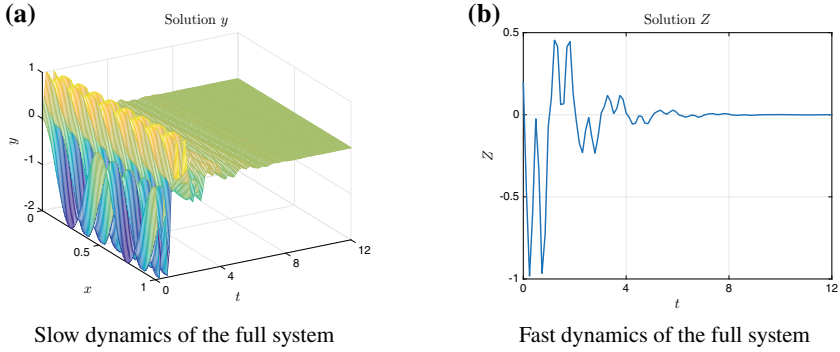 (a)
Solution y
1
0
-1
-2
y
0
0.5
1
x
0
4
8
12
t
Slow dynamics of the full system
(b)
Solution Z
0.5
0
-0.5
-1
Z
0
4
8
12
t
Fast dynamics of the full system